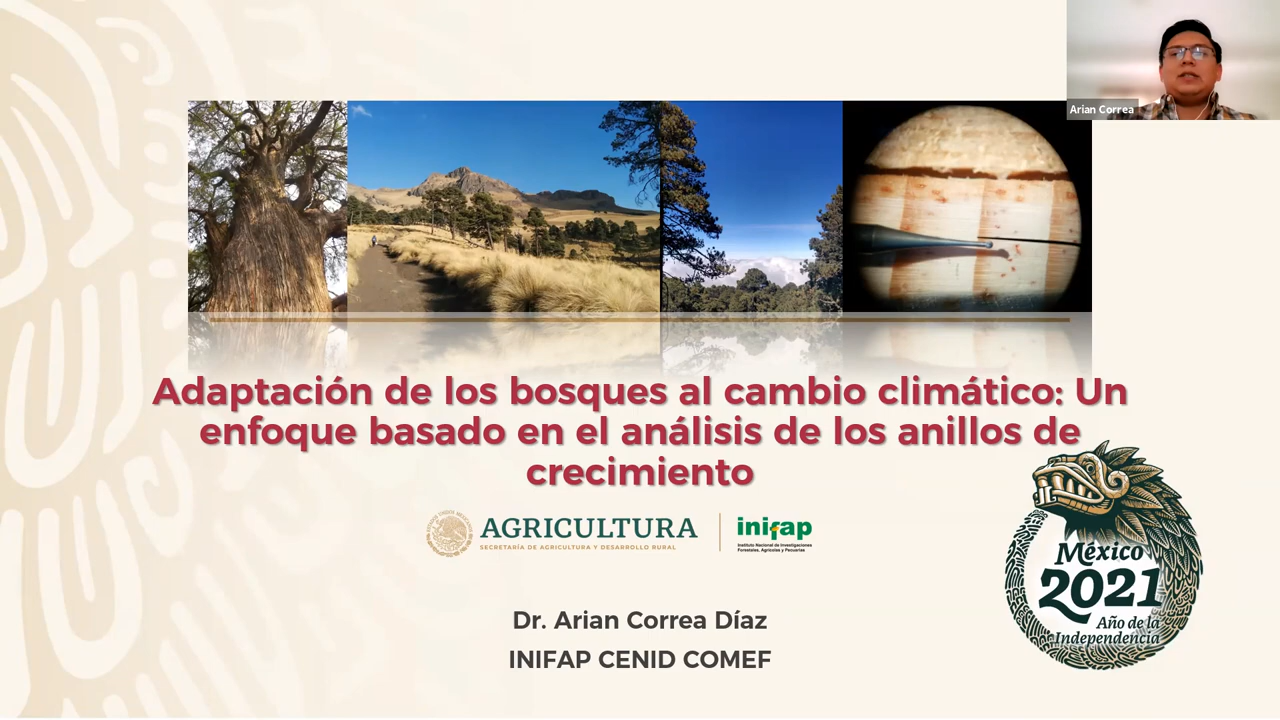 Arian Correa
Adaptación de los bosques al cambio climático: Un
enfoque basado en el análisis de los anillos de
crecimiento
AGRICULTURA
SECRETARÍA DE AGRICULTURA Y DESARROLLO RURAL
inifap
Instituto Nacional de Investigaciones
Forestales, Agrícolas y Pecuarias
México
2021
Año de la
Independencia
Dr. Arian Correa Díaz
INIFAP CENID COMEF